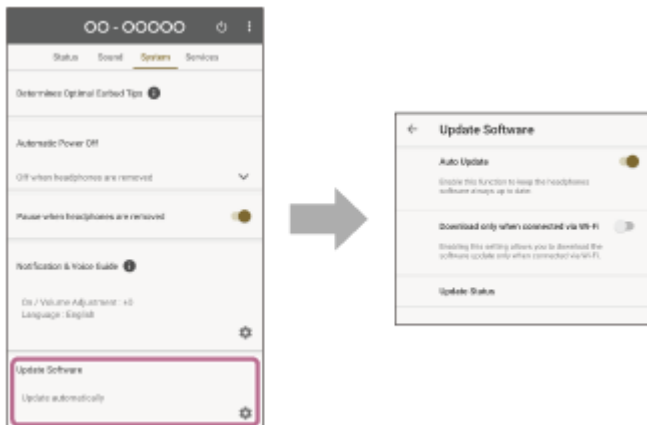 OO-OOOOO
Status Sound System Services
Determines Optimal Earbud Tips
Automatic Power Off
Off when headphones are removed
Pause when headphones are removed
Notification & Voice Guide
On / Volume Adjustment : ±0
Language : English
Update Software
Update automatically
Update Software
Auto Update
Enable this function to keep the headphones
software always up to date.
Download only when connected via Wi-Fi
Enabling this setting allows you to download the
software update only when connected via Wi-Fi.
Update Status